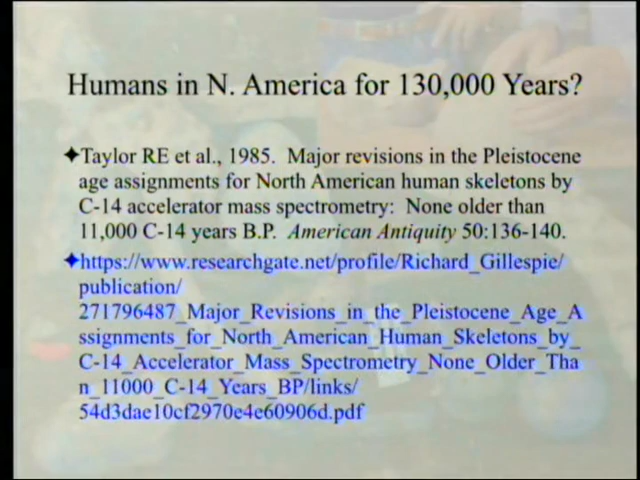 Humans in N. America for 130,000 Years?
✦Taylor RE et al., 1985. Major revisions in the Pleistocene
age assignments for North American human skeletons by
C-14 accelerator mass spectrometry: None older than
11,000 C-14 years B.P. American Antiquity 50:136-140.
✦https://www.researchgate.net/profile/Richard_Gillespie/
publication/
271796487_Major_Revisions_in_the_Pleistocene_Age_A
ssignments_for_North_American_Human_Skeletons_by_
C-14_Accelerator_Mass_Spectrometry_None_Older_Tha
n_11000_C-14_Years_BP/links/
54d3dae10cf2970e4e60906d.pdf